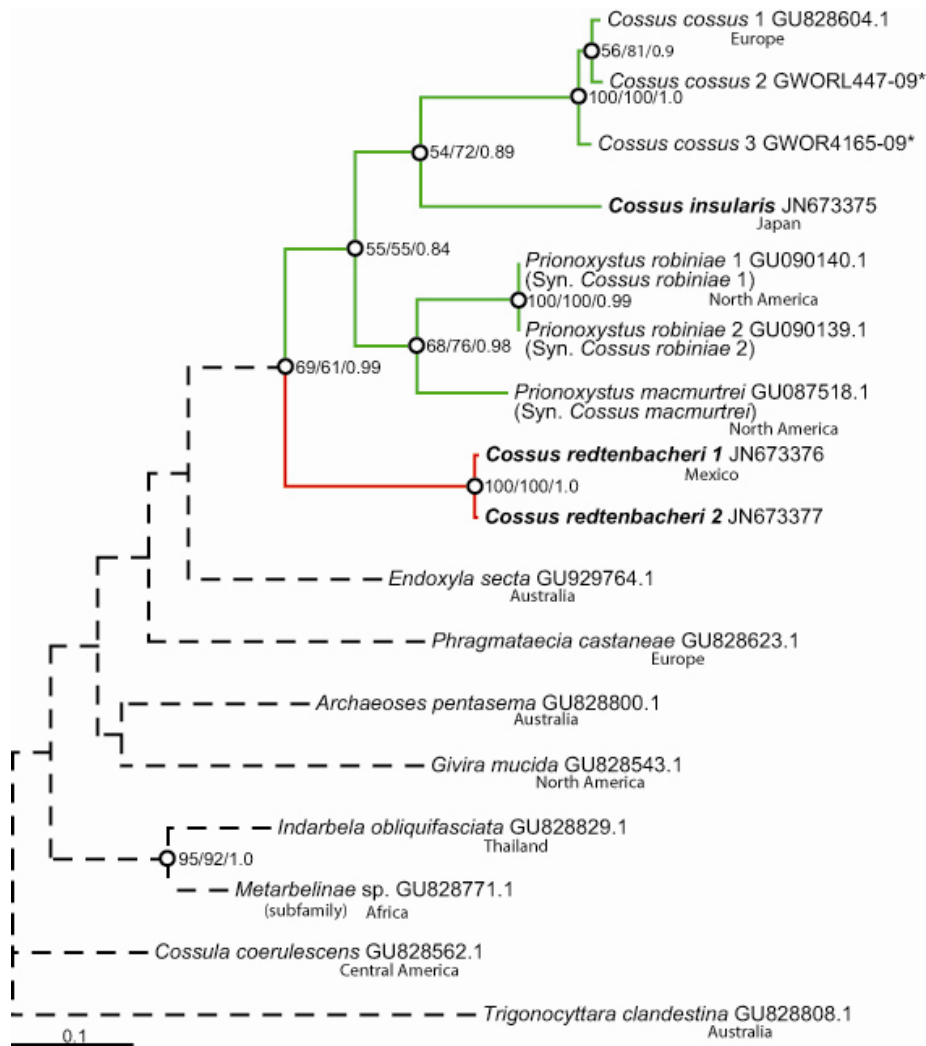 Cossus cossus 1 GU828604.1
Europe
56/81/0.9
Cossus cossus 2 GWORL447-09*
100/100/1.0
Cossus cossus 3 GWOR4165-09*
54/72/0.89
Cossus insularis JN673375
Japan
55/55/0.84
Prionoxystus robiniae 1 GU090140.1
(Syn. Cossus robiniae 1)
North America
100/100/0.99
Prionoxystus robiniae 2 GU090139.1
(Syn. Cossus robiniae 2)
68/76/0.98
69/61/0.99
Prionoxystus macmurtrei GU087518.1
(Syn. Cossus macmurtrei)
North America
Cossus redtenbacheri 1 JN673376
Mexico
100/100/1.0
Cossus redtenbacheri 2 JN673377
Endoxyla secta GU929764.1
Australia
Phragmataecia castaneae GU828623.1
Europe
Archaeoses pentasema GU828800.1
Australia
Givira mucida GU828543.1
North America
Indarbela obliquifasciata GU828829.1
Thailand
95/92/1.0
Metarbelinae sp. GU828771.1
(subfamily) Africa
Cossula coerulescens GU828562.1
Central America
Trigonocyttara clandestina GU828808.1
Australia
0.1